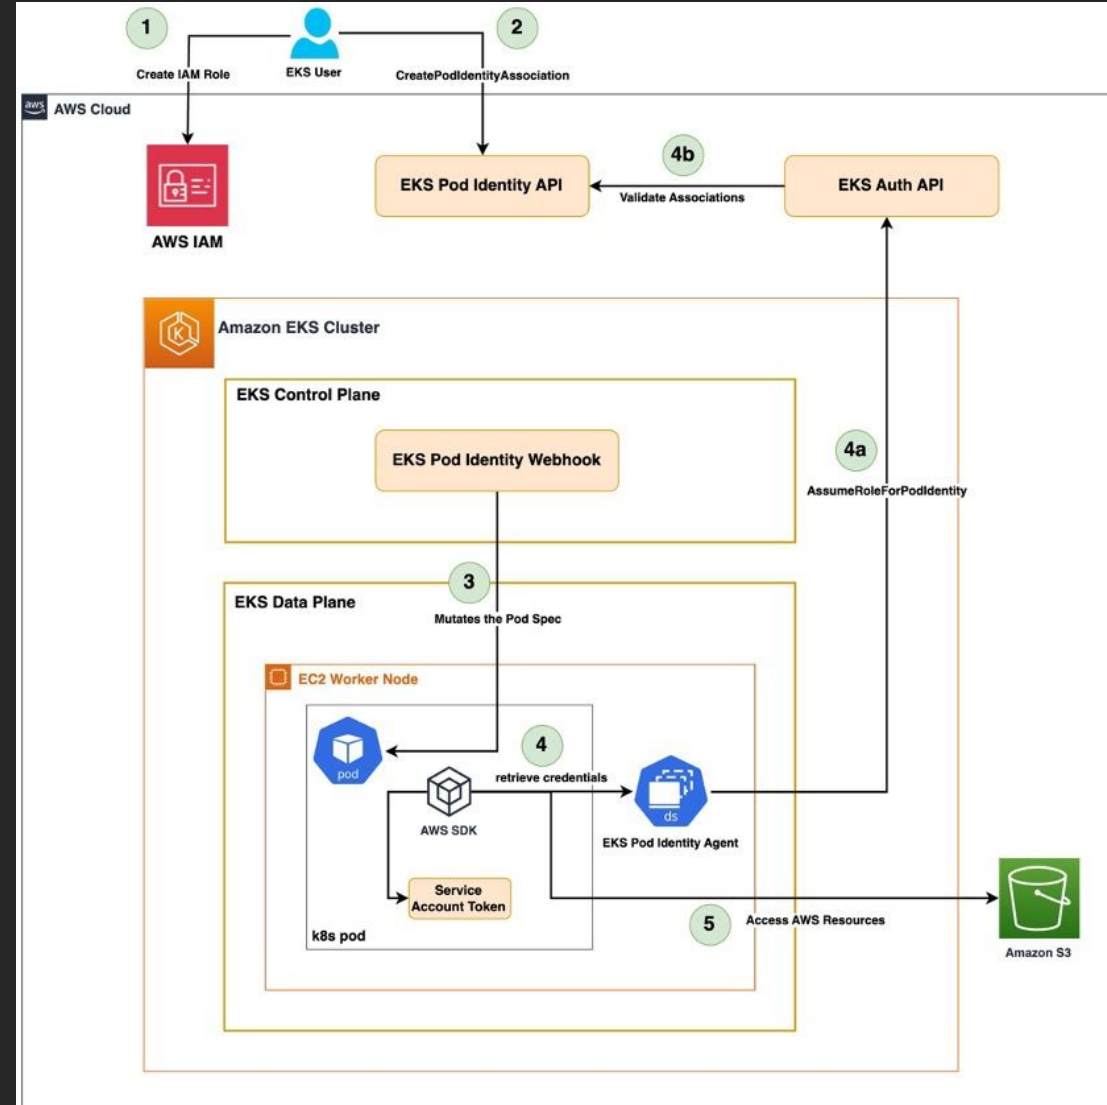 1
2
Create IAM Role
EKS User
CreatePodIdentityAssociation
aws
AWS Cloud
4b
EKS Pod Identity API
Validate Associations
EKS Auth API
AWS IAM
K
Amazon EKS Cluster
EKS Control Plane
EKS Pod Identity Webhook
4a
AssumeRoleForPodIdentity
3
EKS Data Plane
Mutates the Pod Spec
EC2 Worker Node
pod
4
retrieve credentials
AWS SDK
ds
EKS Pod Identity Agent
Service
Account Token
5
Access AWS Resources
k8s pod
Amazon S3